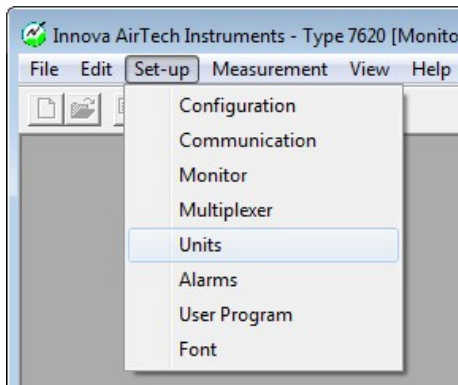 Innova AirTech Instruments - Type 7620 [Monito
File Edit Set-up Measurement View Help
Configuration
Communication
Monitor
Multiplexer
Units
Alarms
User Program
Font